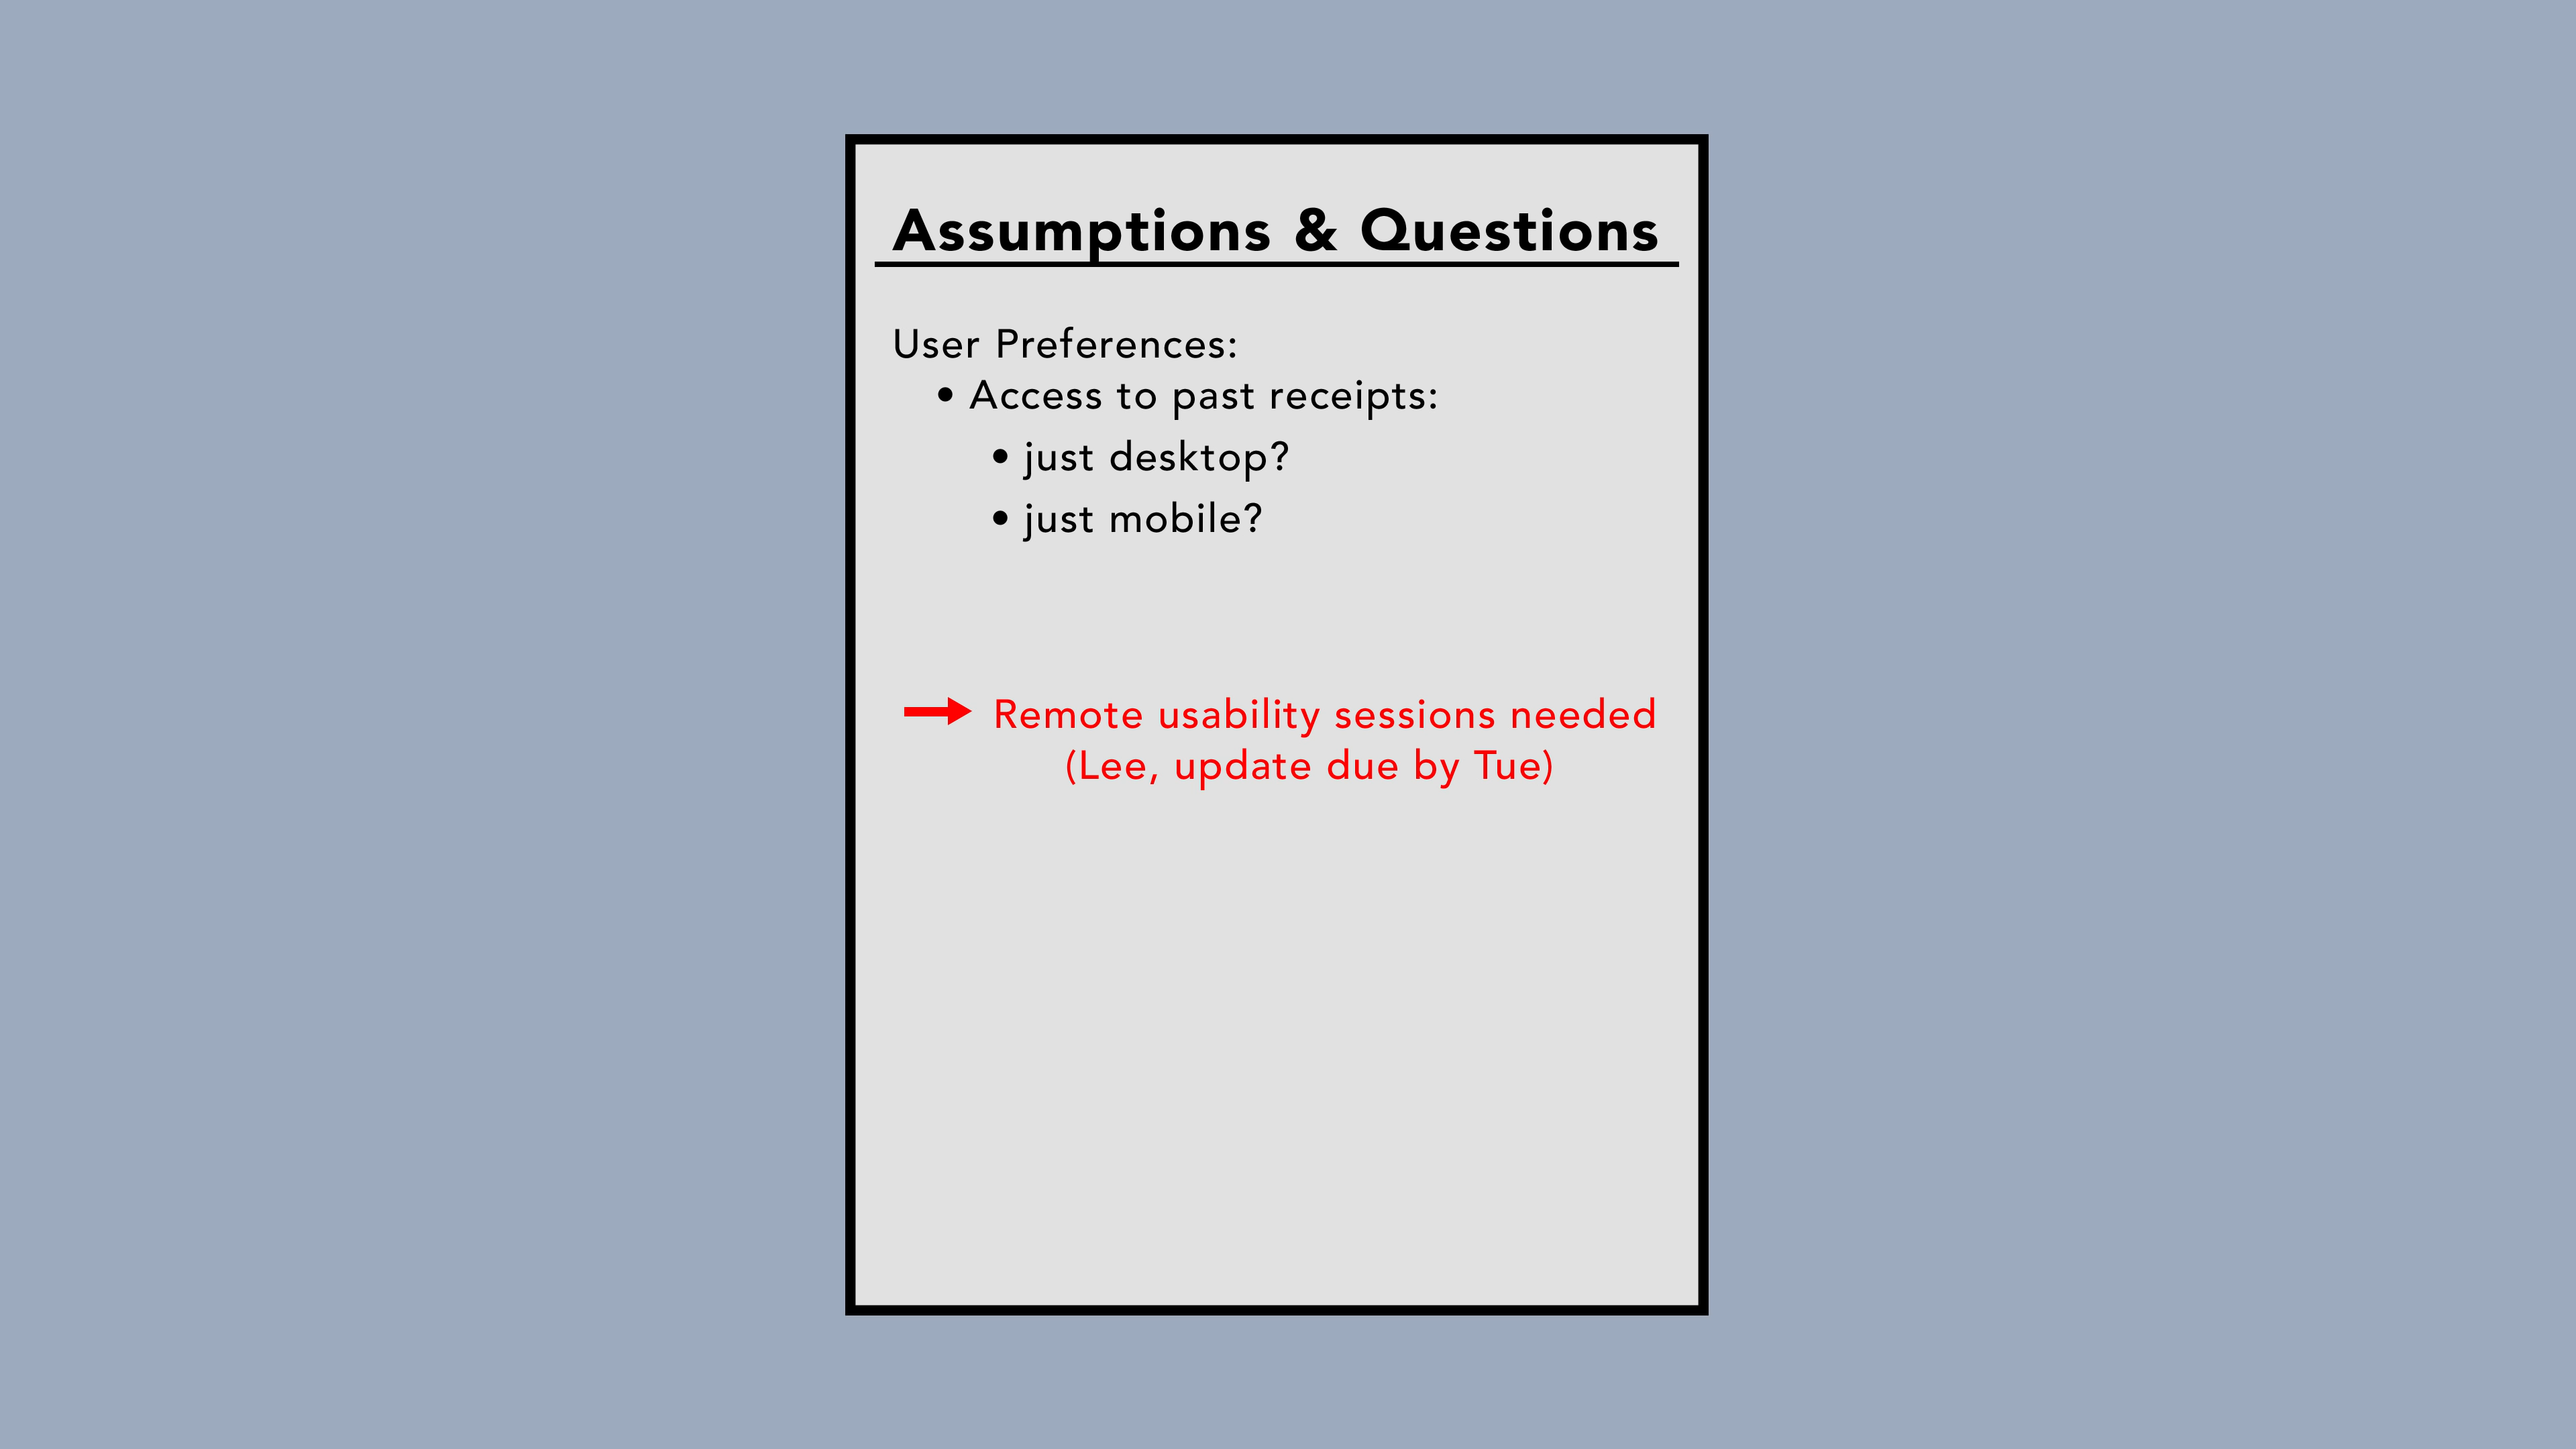 Assumptions & Questions
User Preferences:
• Access to past receipts:
• just desktop?
• just mobile?
Remote usability sessions needed
(Lee, update due by Tue)